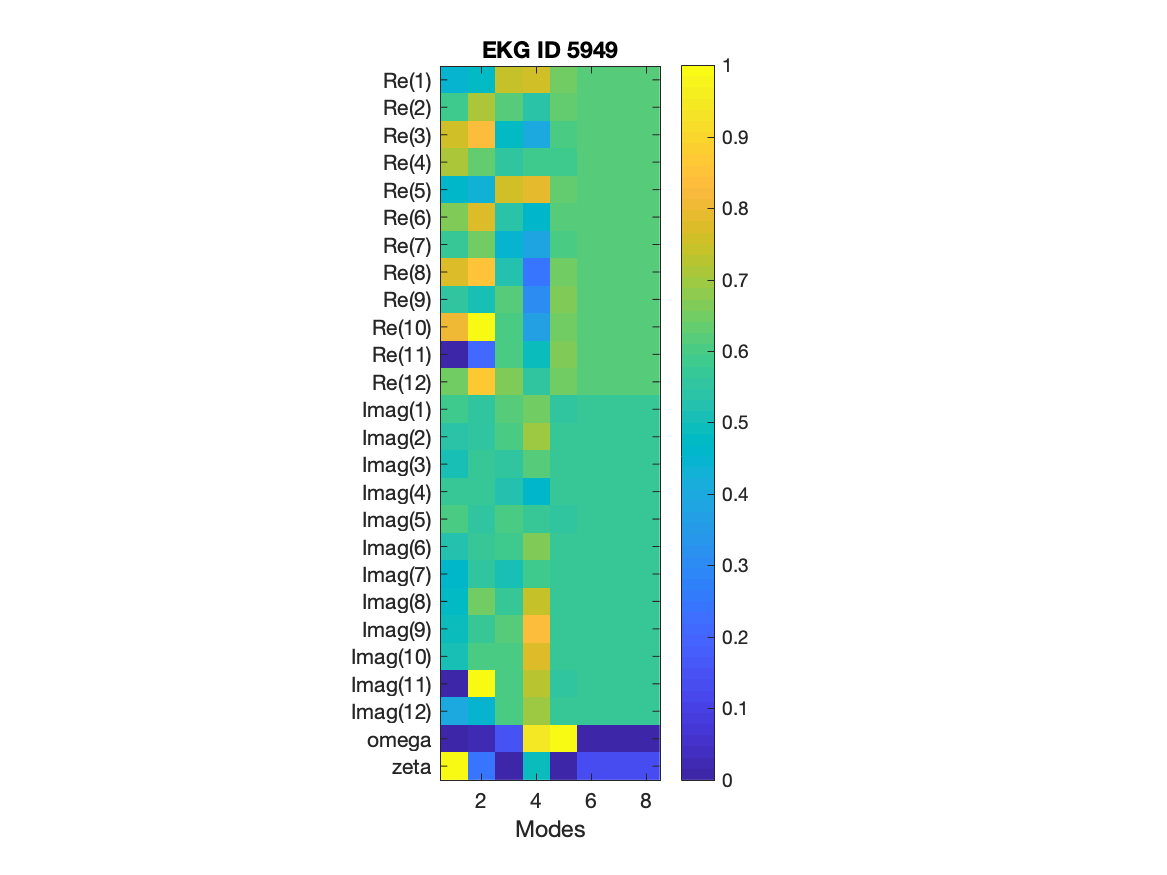 EKG ID 5949
Re(1)
Re(2)
Re(3)
Re(4)
Re(5)
Re(6)
Re(7)
Re(8)
Re(9)
Re(10)
Re(11)
Re(12)
Imag(1)
Imag(2)
Imag(3)
Imag(4)
Imag(5)
Imag(6)
Imag(7)
Imag(8)
Imag(9)
Imag(10)
Imag(11)
Imag(12)
omega
zeta
2 4 6 8
Modes
1
0.9
0.8
0.7
0.6
0.5
0.4
0.3
0.2
0.1
0